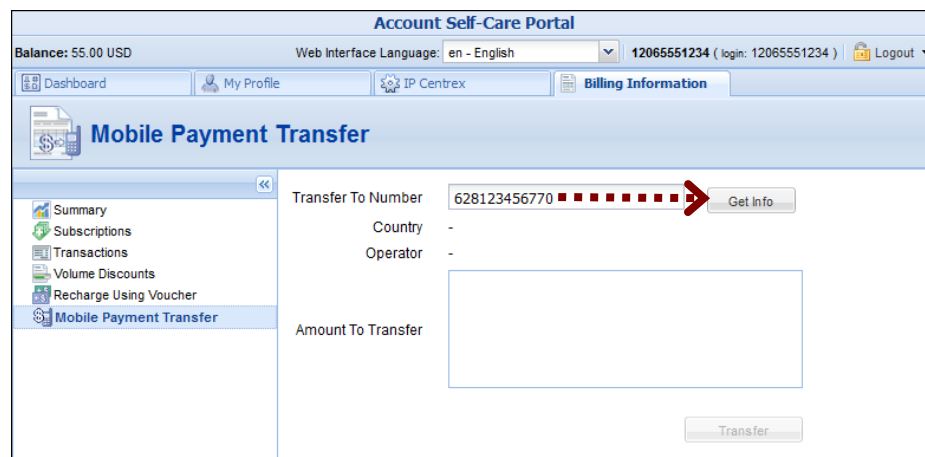 Account Self-Care Portal
Balance: 55.00 USD Web Interface Language: en - English 12065551234 ( login: 12065551234 ) Logout
Dashboard My Profile IP Centrex Billing Information
Mobile Payment Transfer
Summary
Subscriptions
Transactions
Volume Discounts
Recharge Using Voucher
Mobile Payment Transfer
Transfer To Number 628123456770 Get Info
Country -
Operator -
Amount To Transfer
Transfer